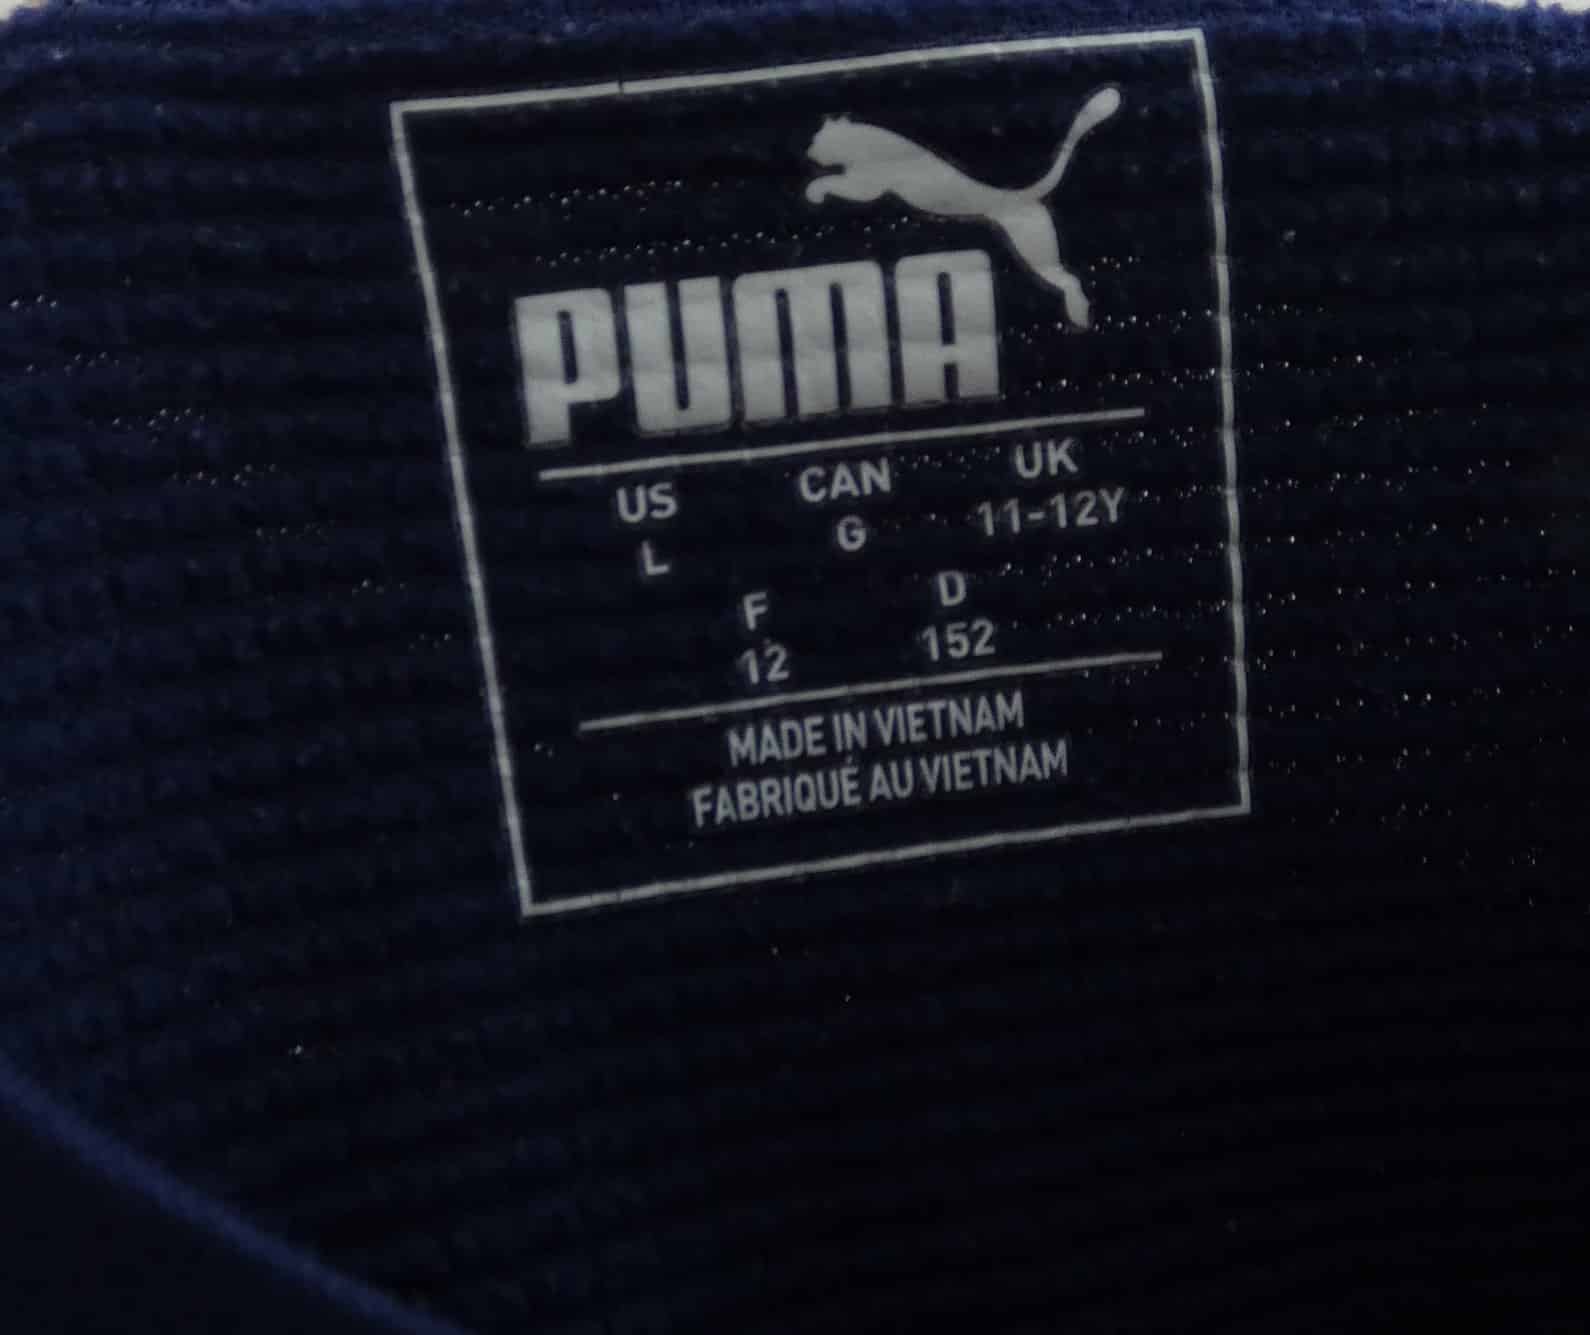 PUMA
US CAN UK
L G 11-12Y
F D
12 152
MADE IN VIETNAM
FABRIQUÉ AU VIETNAM